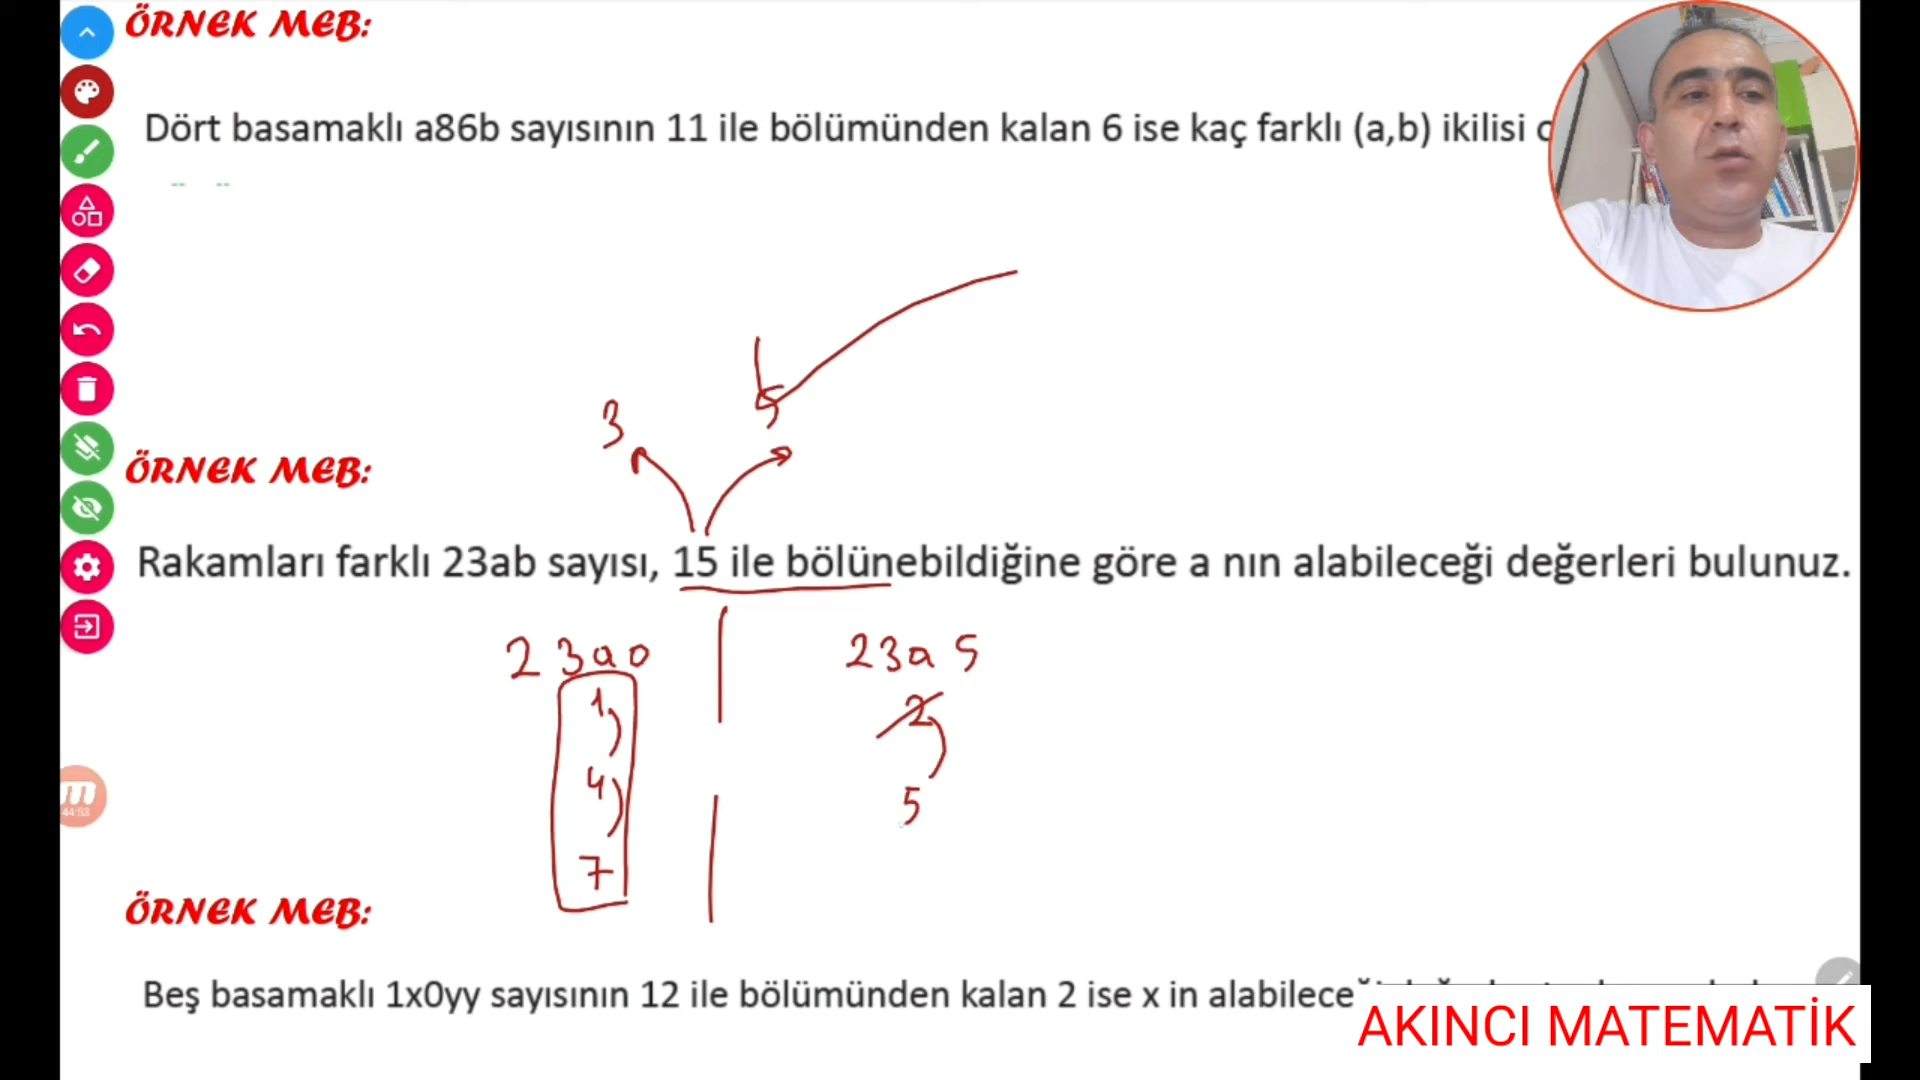 ÖRNEK MEB:
Dört basamaklı a86b sayısının 11 ile bölümünden kalan 6 ise kaç farklı (a,b) ikilisi
3 5
ÖRNEK MEB:
Rakamları farklı 23ab sayısı, 15 ile bölünebildiğine göre a nın alabileceği değerleri bulunuz.
23a0 23a5
1 2
4 5
7
ÖRNEK MEB:
m
44:53
Beş basamaklı 1x0yy sayısının 12 ile bölümünden kalan 2 ise x in
AKINCI MATEMATİK